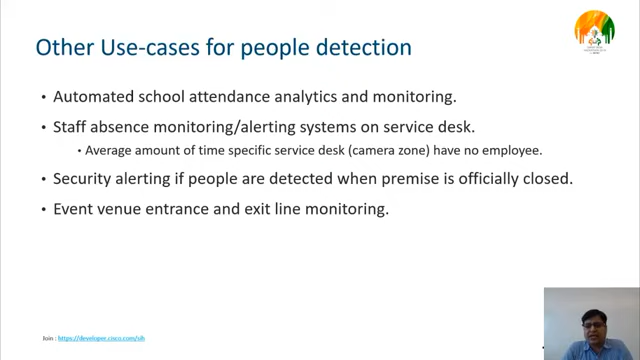 Other Use-cases for people detection
• Automated school attendance analytics and monitoring.
• Staff absence monitoring/alerting systems on service desk.
• Average amount of time specific service desk (camera zone) have no employee.
• Security alerting if people are detected when premise is officially closed.
• Event venue entrance and exit line monitoring.
Join : https://developer.cisco.com/sih